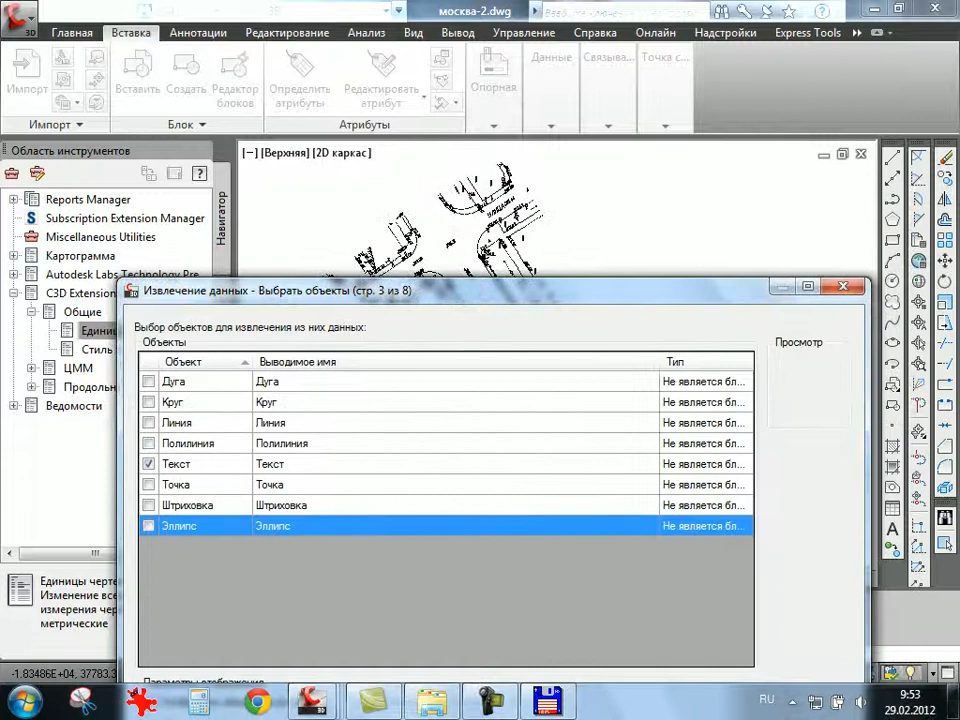 москва-2.dwg
3D
Главная Вставка Аннотации Редактирование Анализ Вид Вывод Управление Справка Онлайн Надстройки Express Tools
Импорт
Вставить Создать Редактор блоков
Определить атрибуты
Редактировать атрибут
Опорная
Данные
Связыва...
Точка с...
Импорт Блок Атрибуты
Область инструментов
[−][Верхняя][2D каркас]
Навигатор
Reports Manager
Subscription Extension Manager
Miscellaneous Utilities
Картограмма
Autodesk Labs Technology Pre
C3D Extension
Общие
Едини
Стиль
ЦММ
Продоль
Ведомости
Единицы черте
Изменение все
измерения чер
метрические
Извлечение данных - Выбрать объекты (стр. 3 из 8)
Выбор объектов для извлечения из них данных:
Объекты
Просмотр
Объект Выводимое имя Тип
Дуга Дуга Не является бл...
Круг Круг Не является бл...
Линия Линия Не является бл...
Полилиния Полилиния Не является бл...
Текст Текст Не является бл...
Точка Точка Не является бл...
Штриховка Штриховка Не является бл...
Эллипс Эллипс Не является бл...
Параметры отображения
-1.83486E+04, 37783.3
RU
9:53
29.02.2012